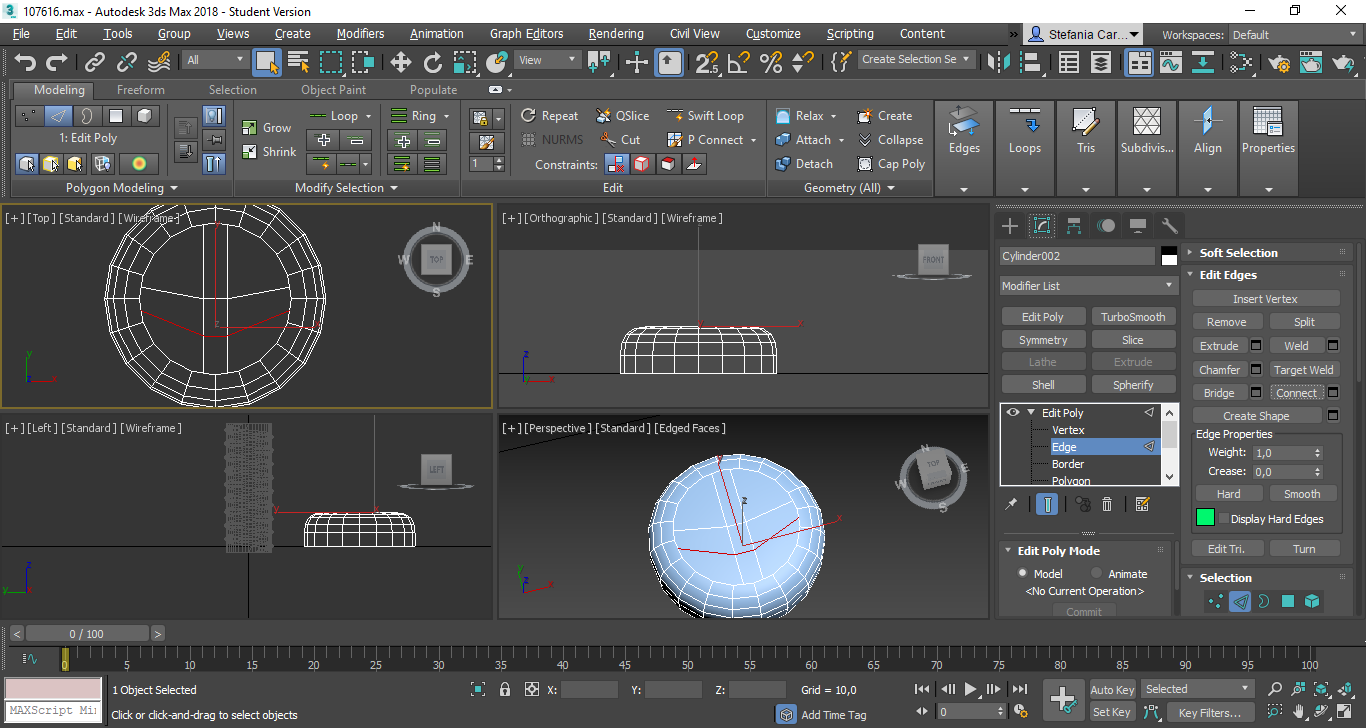 107616.max - Autodesk 3ds Max 2018 - Student Version
File Edit Tools Group Views Create Modifiers Animation Graph Editors Rendering Civil View Customize Scripting Content » Stefania Car... Workspaces: Default
All View Create Selection Se
Modeling Freeform Selection Object Paint Populate
1: Edit Poly
Polygon Modeling
Grow
Shrink
Loop
Ring
Modify Selection
1
Repeat QSlice Swift Loop
NURMS Cut P Connect
Constraints:
Edit
Relax Create
Attach Collapse
Detach Cap Poly
Geometry (All)
Edges Loops Tris Subdivis... Align Properties
[+] [Top] [Standard] [Wireframe]
N
W TOP E
S
y
z
x
y
z x
[+] [Orthographic] [Standard] [Wireframe]
FRONT
z
y x
x
[+] [Left] [Standard] [Wireframe]
LEFT
y x
z
y
[+] [Perspective] [Standard] [Edged Faces]
N
W TOP E
S
y
z
x
y
z
x
Cylinder002
Modifier List
Edit Poly TurboSmooth
Symmetry Slice
Lathe Extrude
Shell Spherify
Edit Poly
Vertex
Edge
Border
Polygon
Edit Poly Mode
Model Animate
<No Current Operation>
Commit
Soft Selection
Edit Edges
Insert Vertex
Remove Split
Extrude Weld
Chamfer Target Weld
Bridge Connect
Create Shape
Edge Properties
Weight: 1,0
Crease: 0,0
Hard Smooth
Display Hard Edges
Edit Tri. Turn
Selection
< 0 / 100 >
0 5 10 15 20 25 30 35 40 45 50 55 60 65 70 75 80 85 90 95 100
1 Object Selected X: Y: Z: Grid = 10,0
MAXScript Mi
Click or click-and-drag to select objects
Add Time Tag
0
Auto Key Selected
Set Key Key Filters...